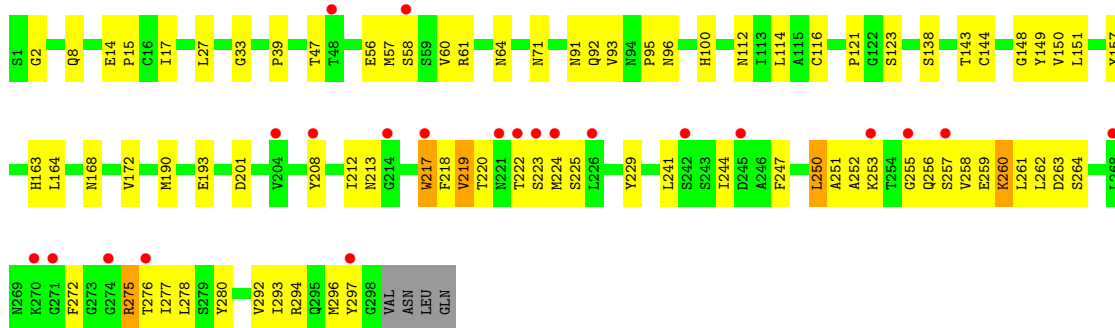 S1 G2 Q8 E14 P15 C16 I17 L27 G33 P39 T47 T48 E56 M57 S58 S59 V60 R61 N64 N71 N91 Q92 V93 N94 P95 N96 H100 N112 I113 L114 A115 C116 P121 G122 S123 S138 T143 C144 G148 Y149 V150 L151
H163 L164 N168 V172 M190 E193 D201 V204 Y208 I212 N213 G214 W217 F218 V219 T220 N221 T222 S223 M224 S225 L226 Y229 L241 S242 S243 I244 D245 A246 F247 L250 A251 A252 K253 T254 G255 Q256 S257 V258 E259 K260 L261 L262 D263 S264 L268
N269 K270 G271 F272 G273 G274 R275 T276 I277 L278 S279 Y280 V292 I293 R294 Q295 M296 Y297 G298 VAL ASN LEU GLN